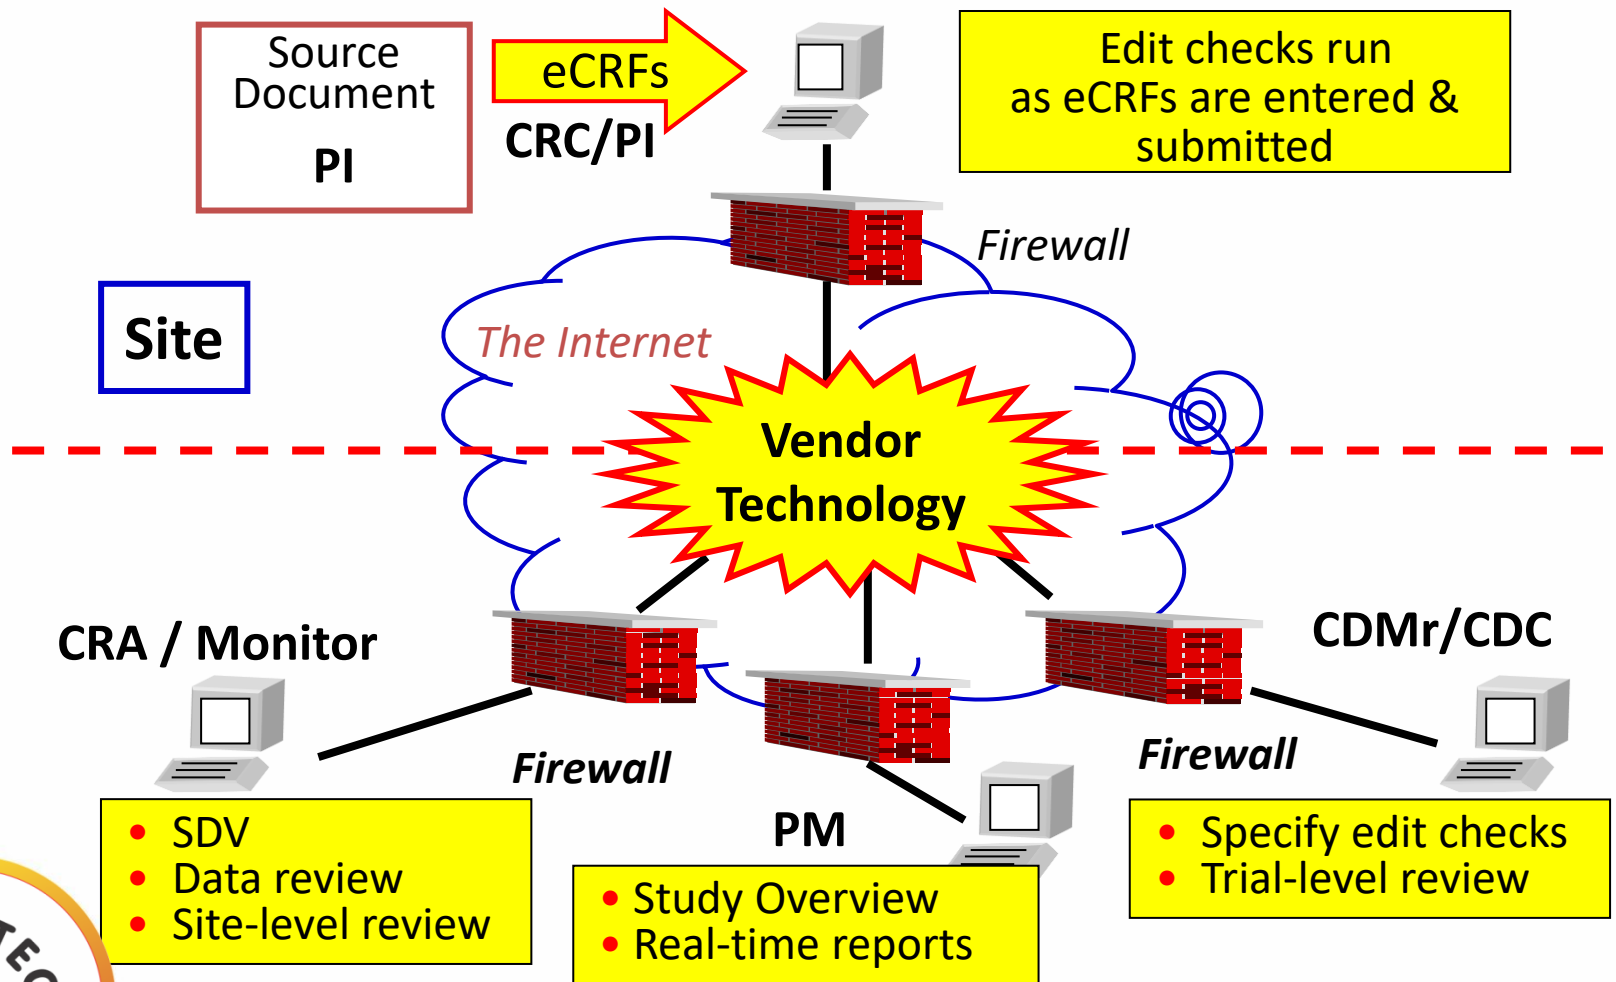 Source
Document
PI
eCRFs
CRC/PI
Edit checks run
as eCRFs are entered &
submitted
Firewall
Site
The Internet
Vendor
Technology
CRA / Monitor
CDMr/CDC
Firewall
Firewall
PM
• SDV
• Data review
• Site-level review
• Study Overview
• Real-time reports
• Specify edit checks
• Trial-level review